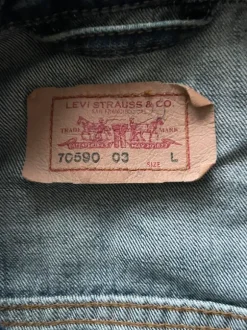 LEVI STRAUSS & CO.
TRADE MARK
70590 03 SIZE L